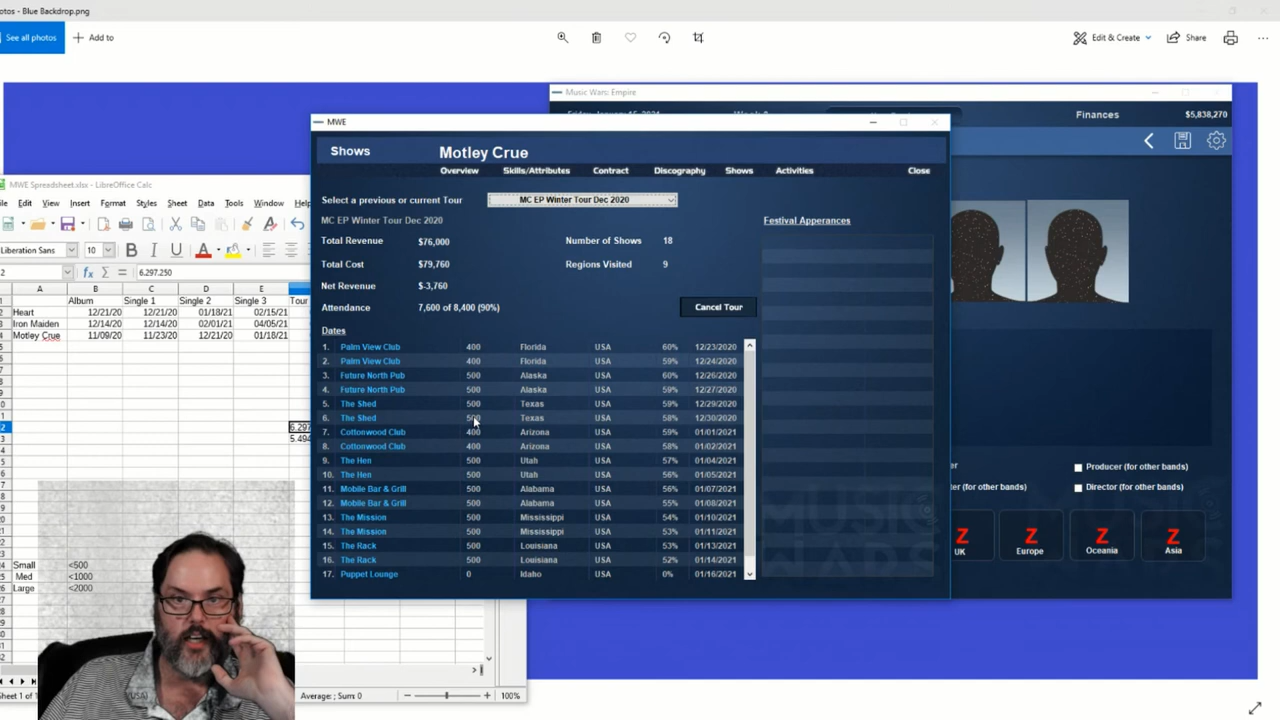 otos - Blue Backdrop.png
See all photos
Add to
Edit & Create
Share
Music Wars: Empire
Finances
$5,838,270
MWE
Shows
Motley Crue
Overview
Skills/Attributes
Contract
Discography
Shows
Activities
Close
Select a previous or current Tour
MC EP Winter Tour Dec 2020
MC EP Winter Tour Dec 2020
Festival Apperances
Total Revenue $76,000 Number of Shows 18
Total Cost $79,760 Regions Visited 9
Net Revenue $-3,760
Attendance 7,600 of 8,400 (90%)
Cancel Tour
Dates
1. Palm View Club 400 Florida USA 60% 12/23/2020
2. Palm View Club 400 Florida USA 59% 12/24/2020
3. Future North Pub 500 Alaska USA 60% 12/26/2020
4. Future North Pub 500 Alaska USA 59% 12/27/2020
5. The Shed 500 Texas USA 59% 12/29/2020
6. The Shed 500 Texas USA 58% 12/30/2020
7. Cottonwood Club 400 Arizona USA 59% 01/01/2021
8. Cottonwood Club 400 Arizona USA 58% 01/02/2021
9. The Hen 500 Utah USA 57% 01/04/2021
10. The Hen 500 Utah USA 56% 01/05/2021
11. Mobile Bar & Grill 500 Alabama USA 56% 01/07/2021
12. Mobile Bar & Grill 500 Alabama USA 55% 01/08/2021
13. The Mission 500 Mississippi USA 54% 01/10/2021
14. The Mission 500 Mississippi USA 53% 01/11/2021
15. The Rack 500 Louisiana USA 53% 01/13/2021
16. The Rack 500 Louisiana USA 52% 01/14/2021
17. Puppet Lounge 0 Idaho USA 0% 01/16/2021
MWE Spreadsheet.xlsx - LibreOffice Calc
Edit View Insert Format Styles Sheet Data Tools Window
Liberation Sans 10
6.297.250
A B C D E
Album Single 1 Single 2 Single 3 Tour
Heart 12/21/20 12/21/20 01/18/21 02/15/21
Iron Maiden 12/14/20 12/14/20 02/01/21 04/05/21
Motley Crue 11/09/20 11/23/20 12/21/20 01/18/21
6.297
5.494
Small <500
Med <1000
Large <2000
Sheet 1 of
Average: ; Sum: 0
100%
Producer (for other bands)
ter (for other bands)
Director (for other bands)
Z UK
Z Europe
Z Oceania
Z Asia